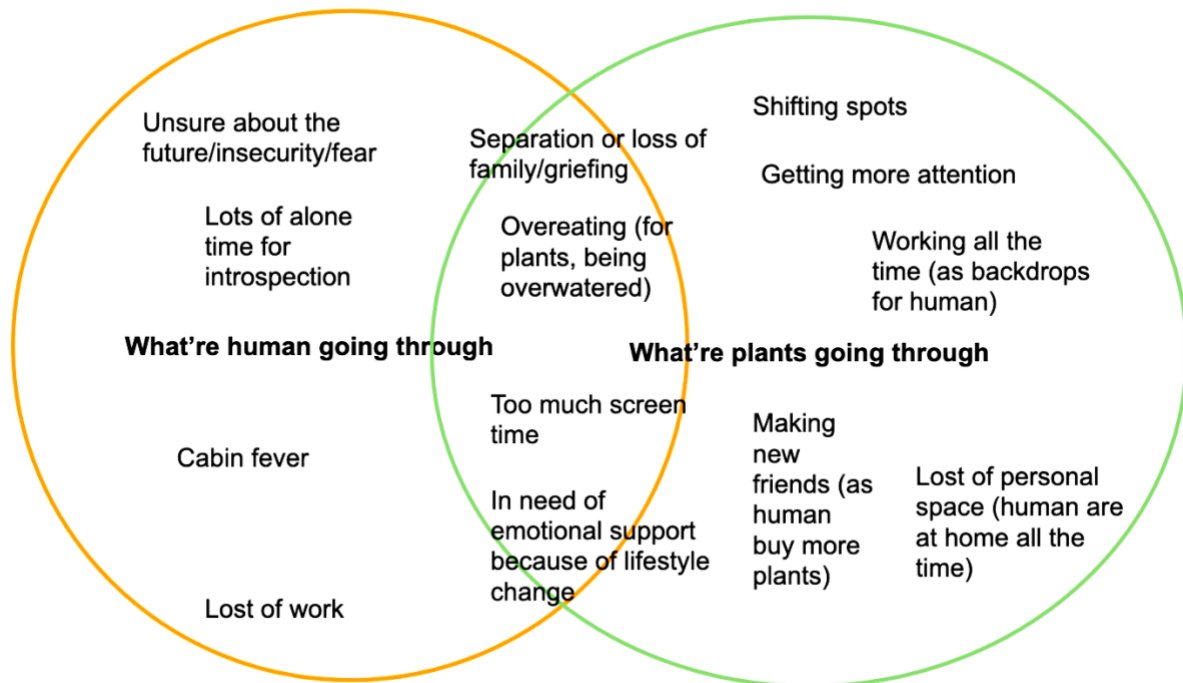 Unsure about the
future/insecurity/fear
Lots of alone
time for
introspection
What're human going through
Cabin fever
Lost of work
Separation or loss of
family/griefing
Overeating (for
plants, being
overwatered)
Too much screen
time
In need of
emotional support
because of lifestyle
change
Shifting spots
Getting more attention
Working all the
time (as backdrops
for human)
What're plants going through
Making
new
friends (as
human
buy more
plants)
Lost of personal
space (human are
at home all the
time)